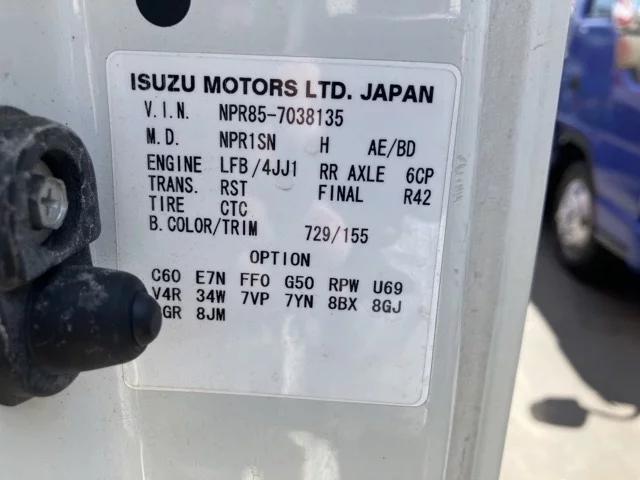 ISUZU MOTORS LTD. JAPAN
V.I.N. NPR85-7038135
M.D. NPR1SN H AE/BD
ENGINE LFB/4JJ1 RR AXLE 6CP
TRANS. RST FINAL R42
TIRE CTC
B.COLOR/TRIM 729/155
OPTION
C60 E7N FF0 G50 RPW U69
V4R 34W 7VP 7YN 8BX 8GJ
8JM